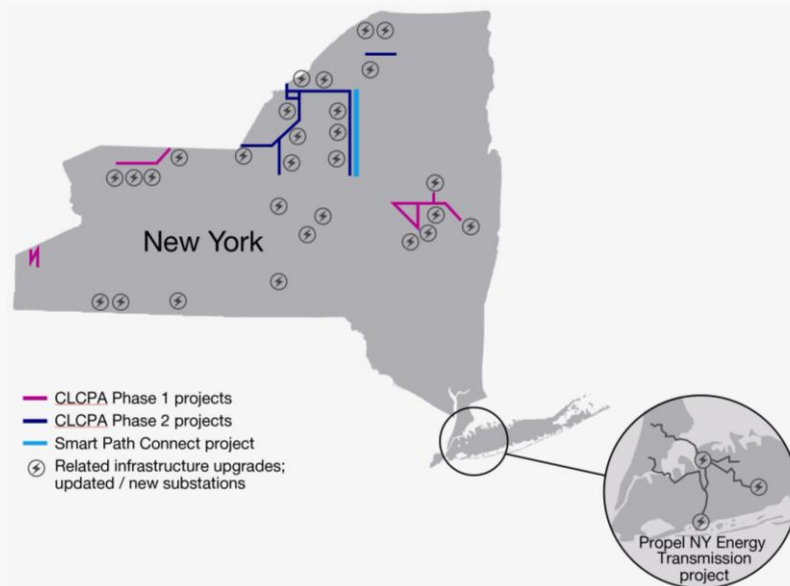 New York
CLCPA Phase 1 projects
CLCPA Phase 2 projects
Smart Path Connect project
Related infrastructure upgrades;
updated / new substations
Propel NY Energy
Transmission
project